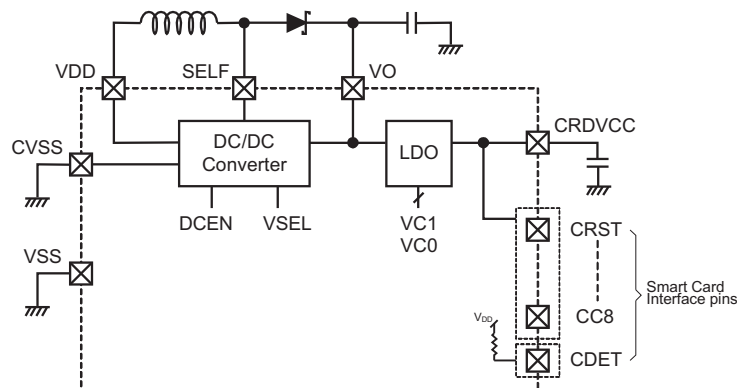 VDD
SELF
VO
CVSS
DC/DC
Converter
LDO
CRDVCC
DCEN
VSEL
VC1
VC0
VSS
CRST
Smart Card
Interface pins
VDD
CC8
CDET